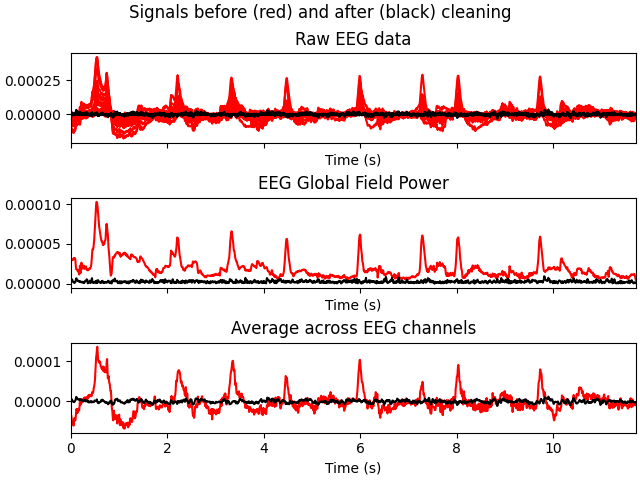 Signals before (red) and after (black) cleaning
Raw EEG data
0.00025
0.00000
Time (s)
EEG Global Field Power
0.00010
0.00005
0.00000
Time (s)
Average across EEG channels
0.0001
0.0000
0 2 4 6 8 10
Time (s)